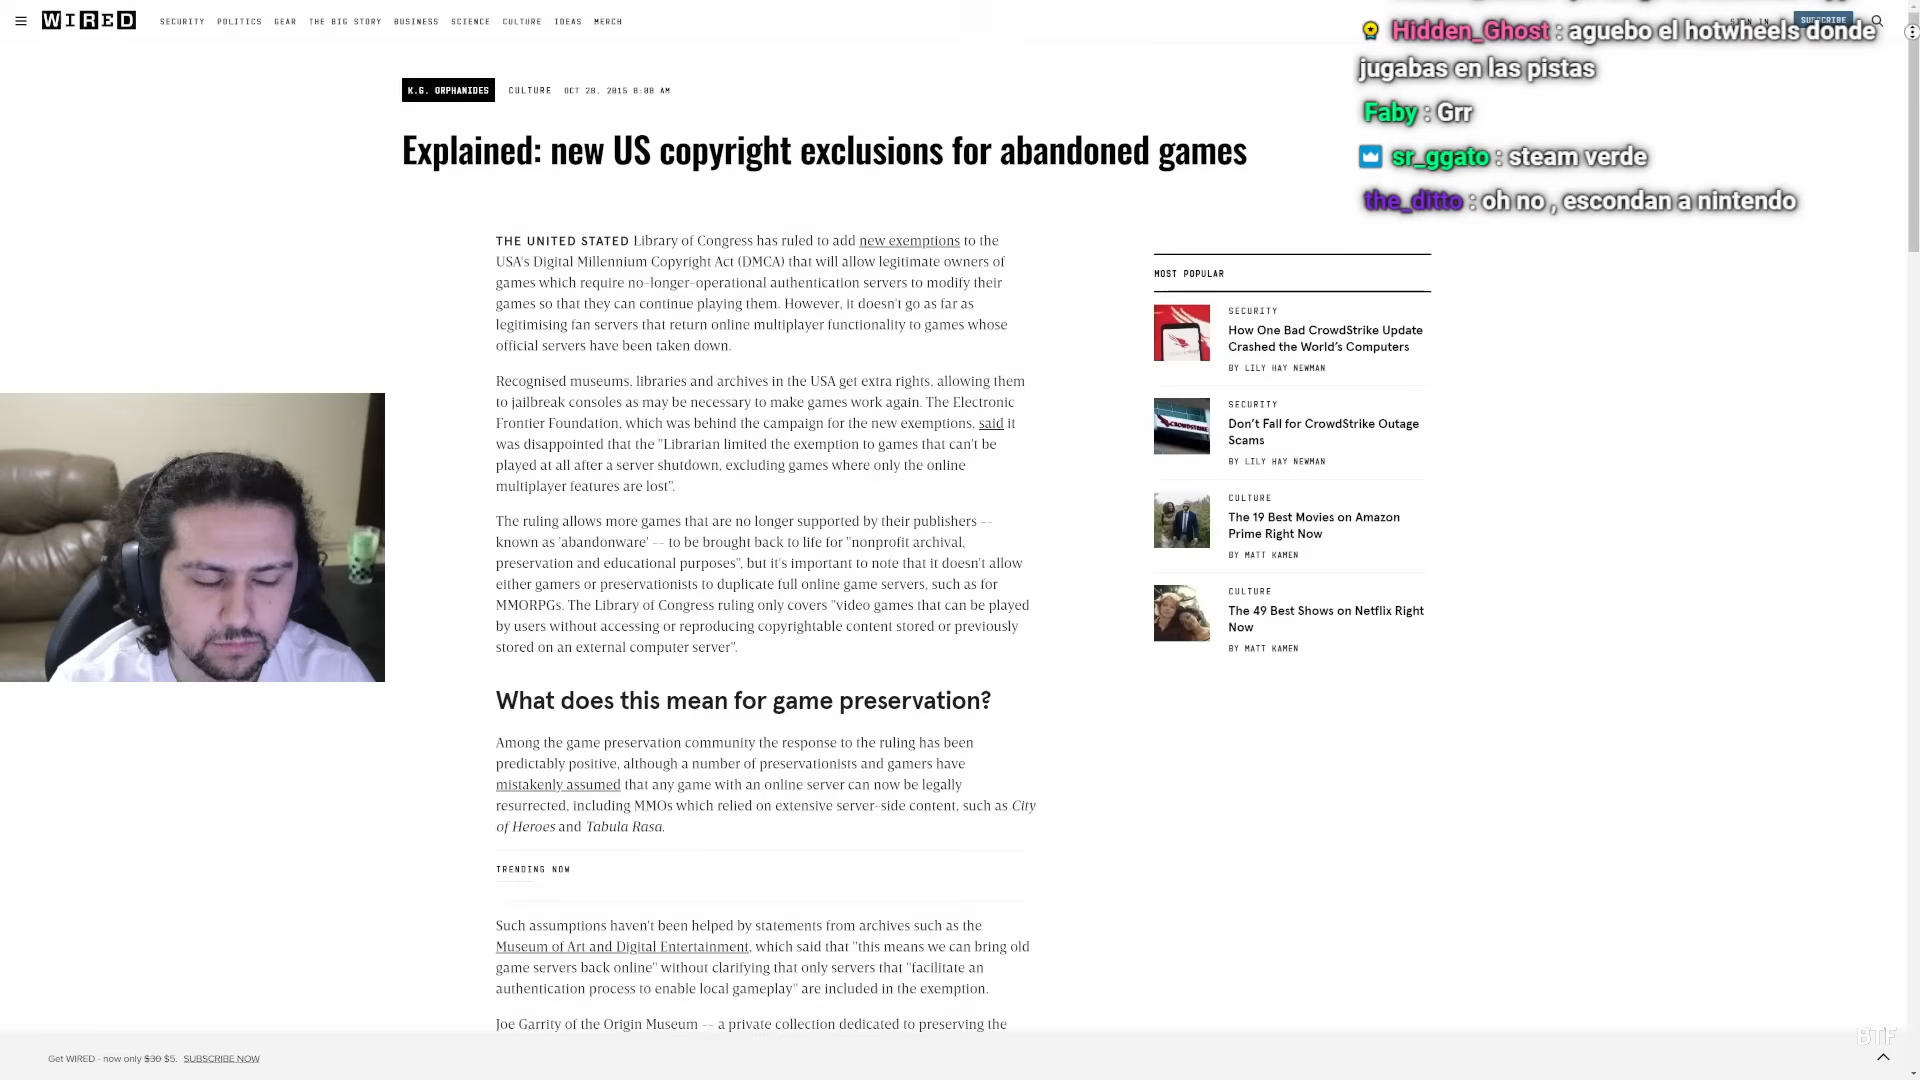 WIRED
SECURITY POLITICS GEAR THE BIG STORY BUSINESS SCIENCE CULTURE IDEAS MERCH
SIGN IN SUBSCRIBE
Hidden_Ghost : aguebo el hotwheels donde
jugabas en las pistas
Faby : Grr
sr_ggato : steam verde
the_ditto : oh no , escondan a nintendo
K.G. ORPHANIDES CULTURE OCT 28, 2015 8:00 AM
Explained: new US copyright exclusions for abandoned games
THE UNITED STATED Library of Congress has ruled to add new exemptions to the
USA's Digital Millennium Copyright Act (DMCA) that will allow legitimate owners of
games which require no-longer-operational authentication servers to modify their
games so that they can continue playing them. However, it doesn't go as far as
legitimising fan servers that return online multiplayer functionality to games whose
official servers have been taken down.
Recognised museums, libraries and archives in the USA get extra rights, allowing them
to jailbreak consoles as may be necessary to make games work again. The Electronic
Frontier Foundation, which was behind the campaign for the new exemptions, said it
was disappointed that the "Librarian limited the exemption to games that can't be
played at all after a server shutdown, excluding games where only the online
multiplayer features are lost".
The ruling allows more games that are no longer supported by their publishers --
known as 'abandonware' -- to be brought back to life for "nonprofit archival,
preservation and educational purposes", but it's important to note that it doesn't allow
either gamers or preservationists to duplicate full online game servers, such as for
MMORPGs. The Library of Congress ruling only covers "video games that can be played
by users without accessing or reproducing copyrightable content stored or previously
stored on an external computer server".
What does this mean for game preservation?
Among the game preservation community the response to the ruling has been
predictably positive, although a number of preservationists and gamers have
mistakenly assumed that any game with an online server can now be legally
resurrected, including MMOs which relied on extensive server-side content, such as City
of Heroes and Tabula Rasa.
TRENDING NOW
Such assumptions haven't been helped by statements from archives such as the
Museum of Art and Digital Entertainment, which said that "this means we can bring old
game servers back online" without clarifying that only servers that "facilitate an
authentication process to enable local gameplay" are included in the exemption.
Joe Garrity of the Origin Museum -- a private collection dedicated to preserving the
MOST POPULAR
SECURITY
How One Bad CrowdStrike Update
Crashed the World's Computers
BY LILY HAY NEWMAN
CROWDSTRIKE
SECURITY
Don't Fall for CrowdStrike Outage
Scams
BY LILY HAY NEWMAN
CULTURE
The 19 Best Movies on Amazon
Prime Right Now
BY MATT KAMEN
CULTURE
The 49 Best Shows on Netflix Right
Now
BY MATT KAMEN
BTF
Get WIRED - now only $30 $5. SUBSCRIBE NOW